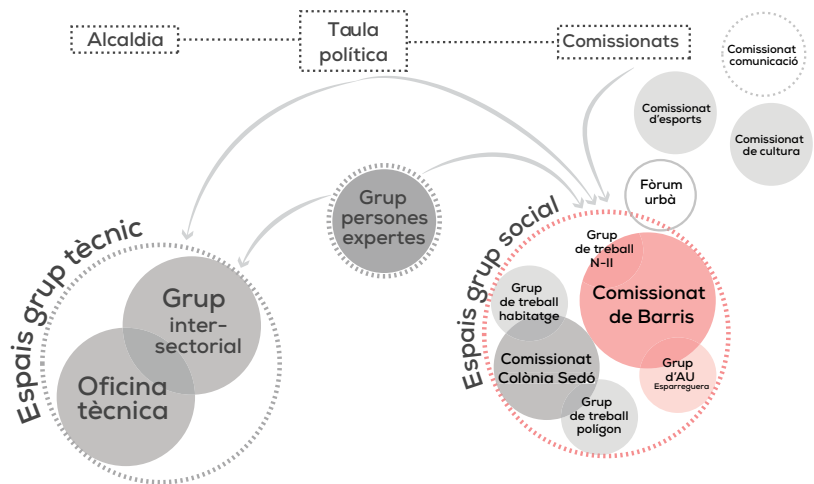 Alcaldia
Taula
política
Comissionats
Comissionat
comunicació
Comissionat
d'esports
Comissionat
de cultura
Fòrum
urbà
Grup
persones
expertes
Espais grup tècnic
Grup
inter-
sectorial
Oficina
tècnica
Espais grup social
Grup
de treball
N-II
Comissionat
de Barris
Grup
de treball
habitatge
Comissionat
Colònia Sedó
Grup
d'AU
Esparreguera
Grup
de treball
polígon